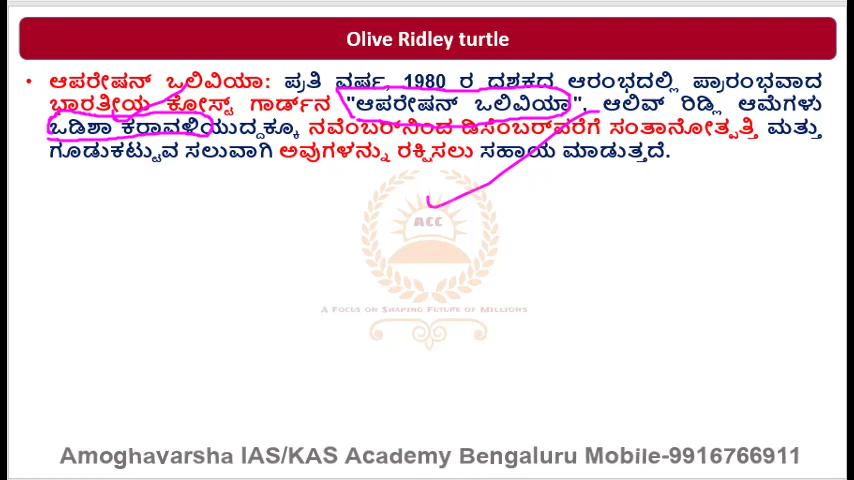 Olive Ridley turtle
• ಆಪರೇಷನ್ ಒಲಿವಿಯಾ: ಪ್ರತಿ ವರ್ಷ, 1980 ರ ದಶಕದ ಆರಂಭದಲ್ಲಿ ಪ್ರಾರಂಭವಾದ
ಭಾರತೀಯ ಕೋಸ್ಟ್ ಗಾರ್ಡ್‌ನ "ಆಪರೇಷನ್ ಒಲಿವಿಯಾ", ಆಲಿವ್ ರಿಡ್ಲಿ ಆಮೆಗಳು
ಒಡಿಶಾ ಕರಾವಳಿಯುದ್ದಕ್ಕೂ ನವೆಂಬರ್‌ನಿಂದ ಡಿಸೆಂಬರ್‌ವರೆಗೆ ಸಂತಾನೋತ್ಪತ್ತಿ ಮತ್ತು
ಗೂಡುಕಟ್ಟುವ ಸಲುವಾಗಿ ಅವುಗಳನ್ನು ರಕ್ಷಿಸಲು ಸಹಾಯ ಮಾಡುತ್ತದೆ.
ACC
A Focus on Shaping Future of Millions
Amoghavarsha IAS/KAS Academy Bengaluru Mobile-9916766911